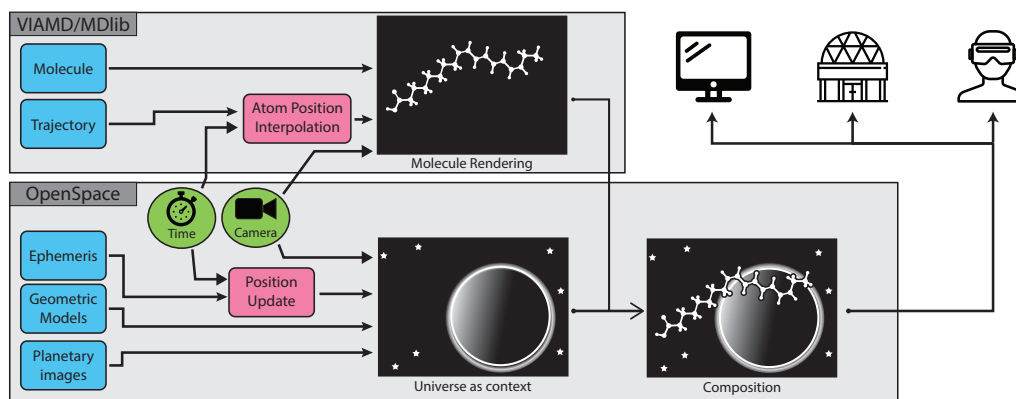 VIAMD/MDlib
Molecule
Trajectory
Atom Position
Interpolation
Molecule Rendering
OpenSpace
Time
Camera
Ephemeris
Geometric
Models
Planetary
images
Position
Update
Universe as context
Composition